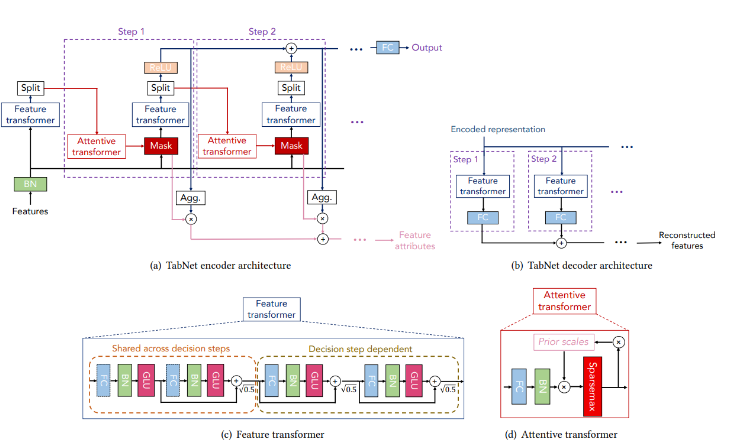 Step 1
Step 2
FC
Output
ReLU
ReLU
Split
Split
Split
Feature
transformer
Feature
transformer
Feature
transformer
Attentive
transformer
Mask
Attentive
transformer
Mask
BN
Features
Agg.
Agg.
Feature
attributes
(a) TabNet encoder architecture
Encoded representation
Step 1
Step 2
Feature
transformer
Feature
transformer
FC
FC
Reconstructed
features
(b) TabNet decoder architecture
Feature
transformer
Shared across decision steps
Decision step dependent
FC
BN
GLU
FC
BN
GLU
√0.5
FC
BN
GLU
√0.5
FC
BN
GLU
√0.5
(c) Feature transformer
Attentive
transformer
Prior scales
FC
BN
Sparsemax
(d) Attentive transformer